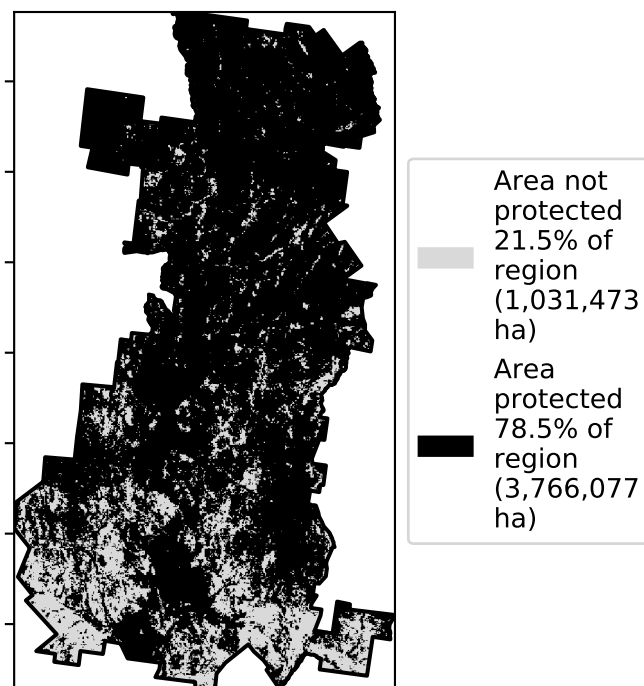 Area not
protected
21.5% of
region
(1,031,473
ha)
Area
protected
78.5% of
region
(3,766,077
ha)